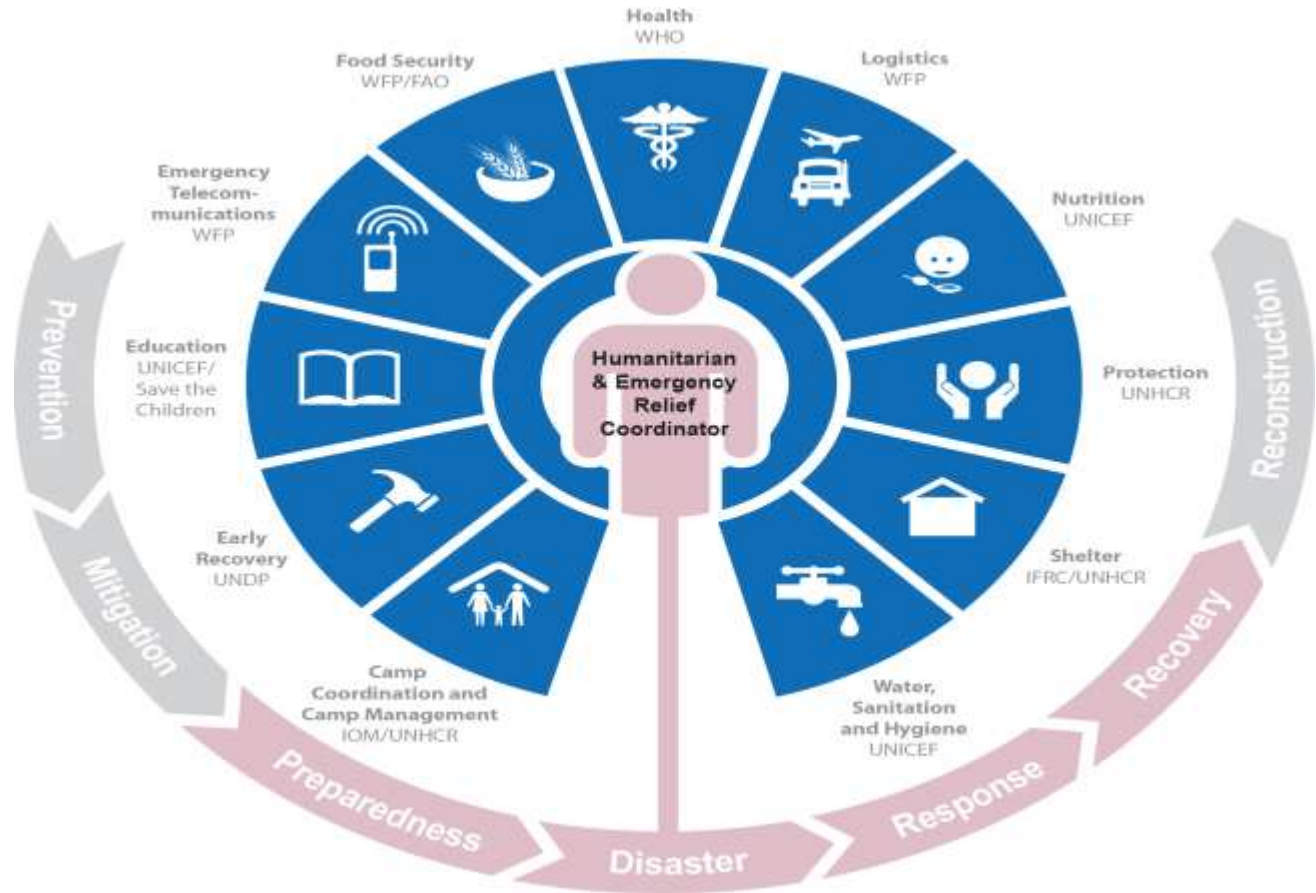 Health
WHO
Logistics
WFP
Food Security
WFP/FAO
Emergency
Telecom-
munications
WFP
Nutrition
UNICEF
Education
UNICEF/
Save the
Children
Protection
UNHCR
Humanitarian
& Emergency
Relief
Coordinator
Early
Recovery
UNDP
Shelter
IFRC/UNHCR
Camp
Coordination and
Camp Management
IOM/UNHCR
Water,
Sanitation
and Hygiene
UNICEF
Prevention
Mitigation
Preparedness
Disaster
Response
Recovery
Reconstruction